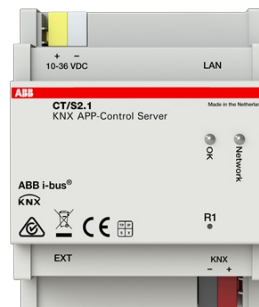 + −
10-36 VDC
LAN
ABB
CT/S2.1
KNX APP-Control Server
Made in the Netherlands
OK
Network
ABB i-bus®
KNX
CE
R1
EXT
KNX
− +